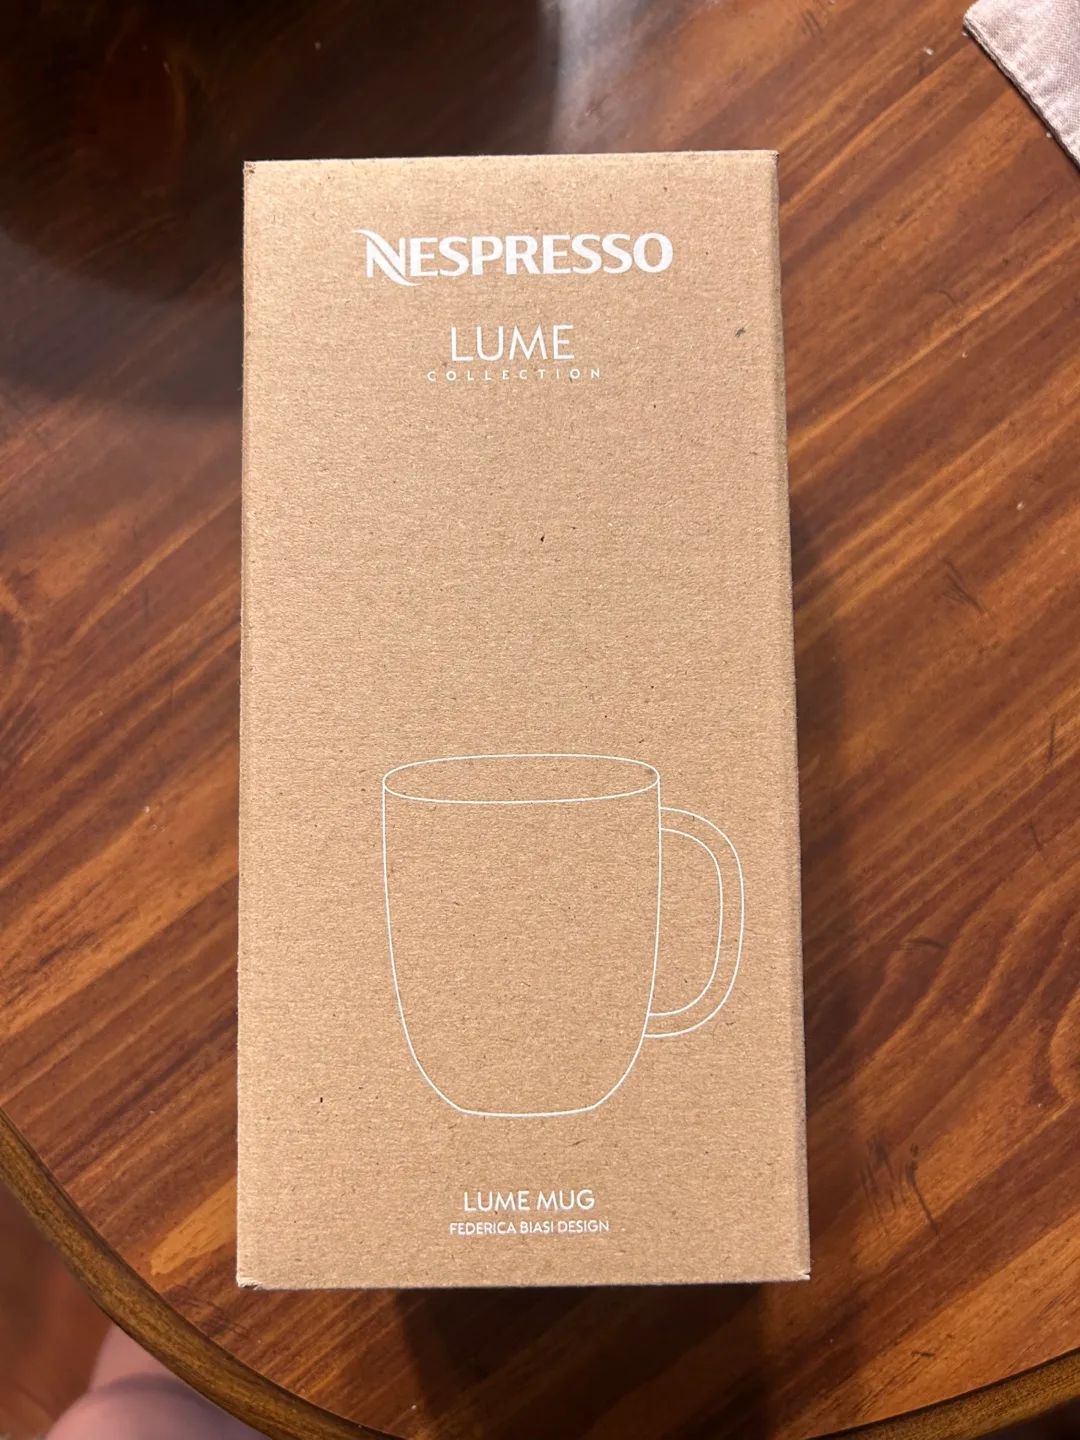 NESPRESSO
LUME
COLLECTION
LUME MUG
FEDERICA BIASI DESIGN